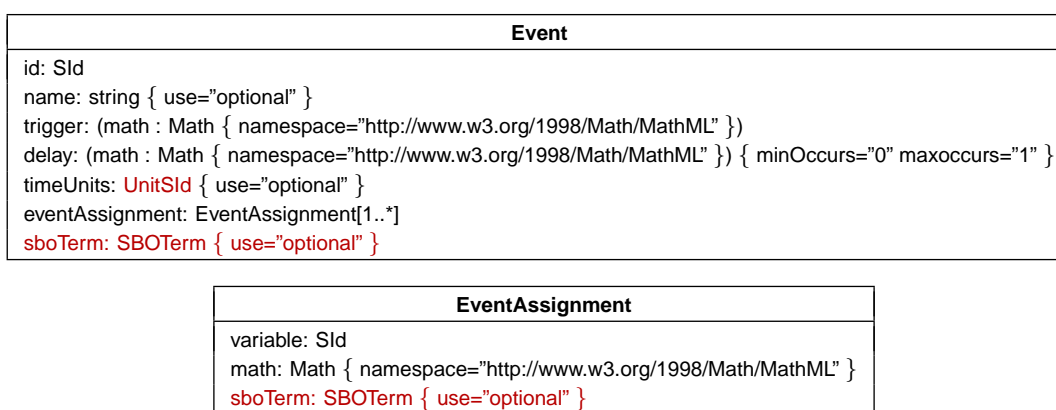 Event
id: SId
name: string { use="optional" }
trigger: (math : Math { namespace="http://www.w3.org/1998/Math/MathML" })
delay: (math : Math { namespace="http://www.w3.org/1998/Math/MathML" }) { minOccurs="0" maxoccurs="1" }
timeUnits: UnitSId { use="optional" }
eventAssignment: EventAssignment[1..*]
sboTerm: SBOTerm { use="optional" }
EventAssignment
variable: SId
math: Math { namespace="http://www.w3.org/1998/Math/MathML" }
sboTerm: SBOTerm { use="optional" }